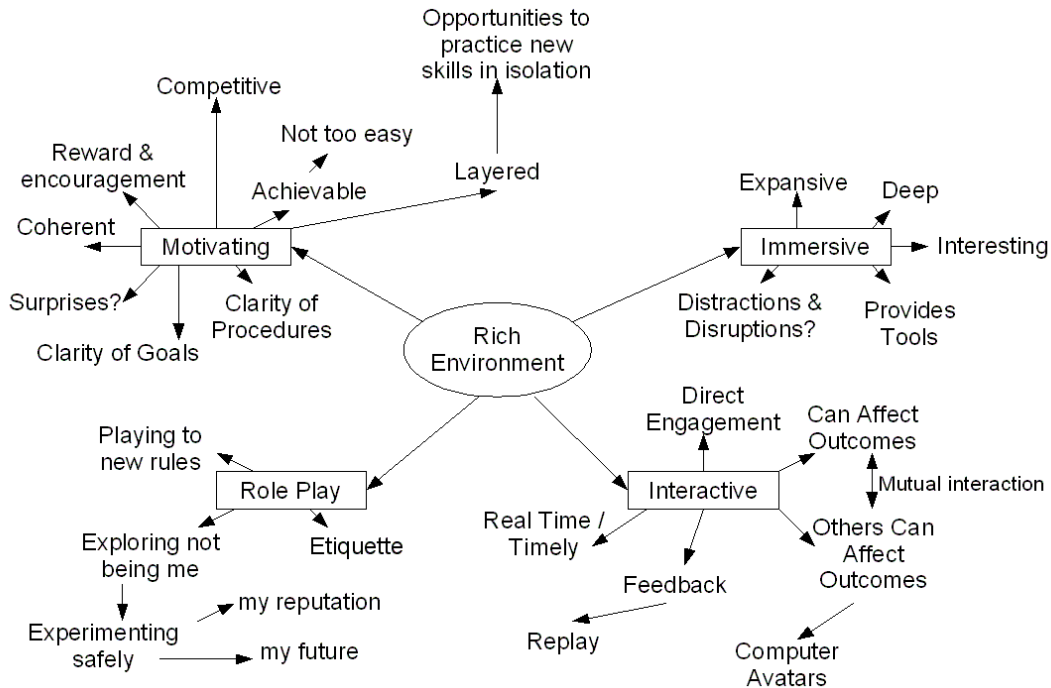 Opportunities to
practice new
skills in isolation
Competitive
Not too easy
Reward &
encouragement
Achievable
Layered
Coherent
Motivating
Surprises?
Clarity of
Procedures
Clarity of Goals
Expansive
Deep
Immersive
Interesting
Distractions &
Disruptions?
Provides
Tools
Rich
Environment
Playing to
new rules
Role Play
Exploring not
being me
Etiquette
Experimenting
safely
my reputation
my future
Direct
Engagement
Can Affect
Outcomes
Interactive
Mutual interaction
Real Time /
Timely
Others Can
Affect
Outcomes
Feedback
Replay
Computer
Avatars